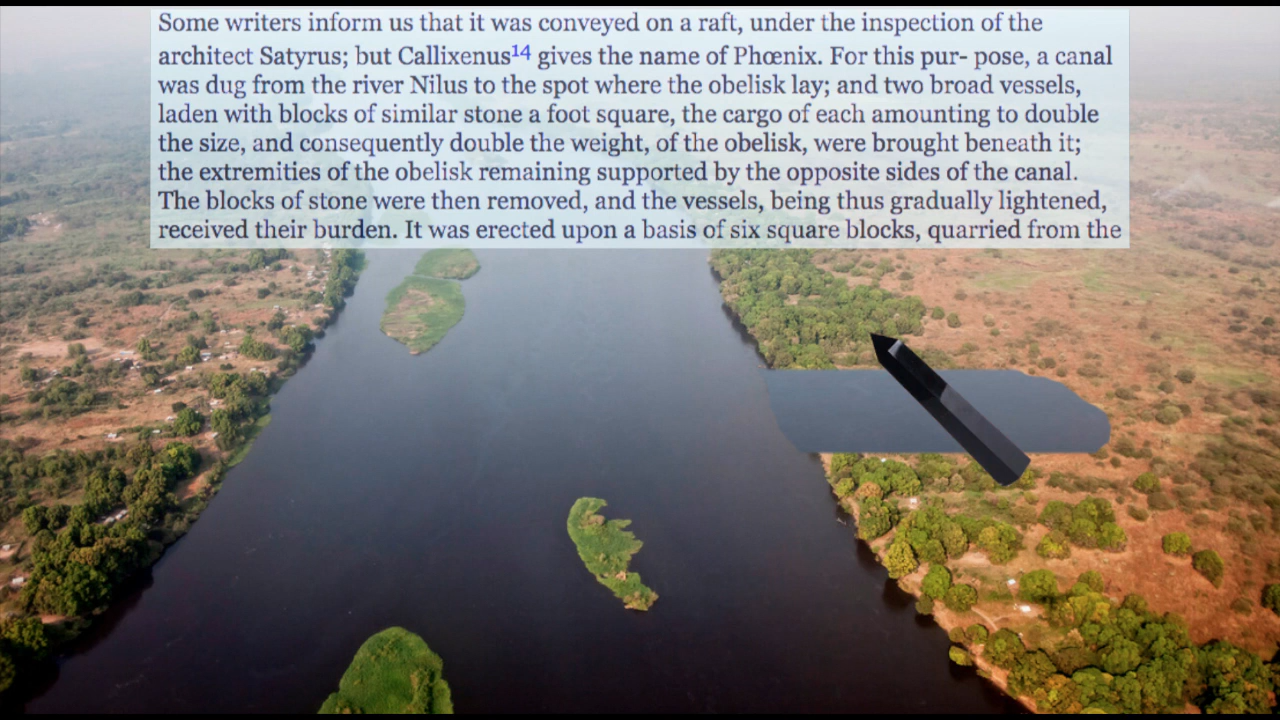 Some writers inform us that it was conveyed on a raft, under the inspection of the
architect Satyrus; but Callixenus14 gives the name of Phœnix. For this pur- pose, a canal
was dug from the river Nilus to the spot where the obelisk lay; and two broad vessels,
laden with blocks of similar stone a foot square, the cargo of each amounting to double
the size, and consequently double the weight, of the obelisk, were brought beneath it;
the extremities of the obelisk remaining supported by the opposite sides of the canal.
The blocks of stone were then removed, and the vessels, being thus gradually lightened,
received their burden. It was erected upon a basis of six square blocks, quarried from the